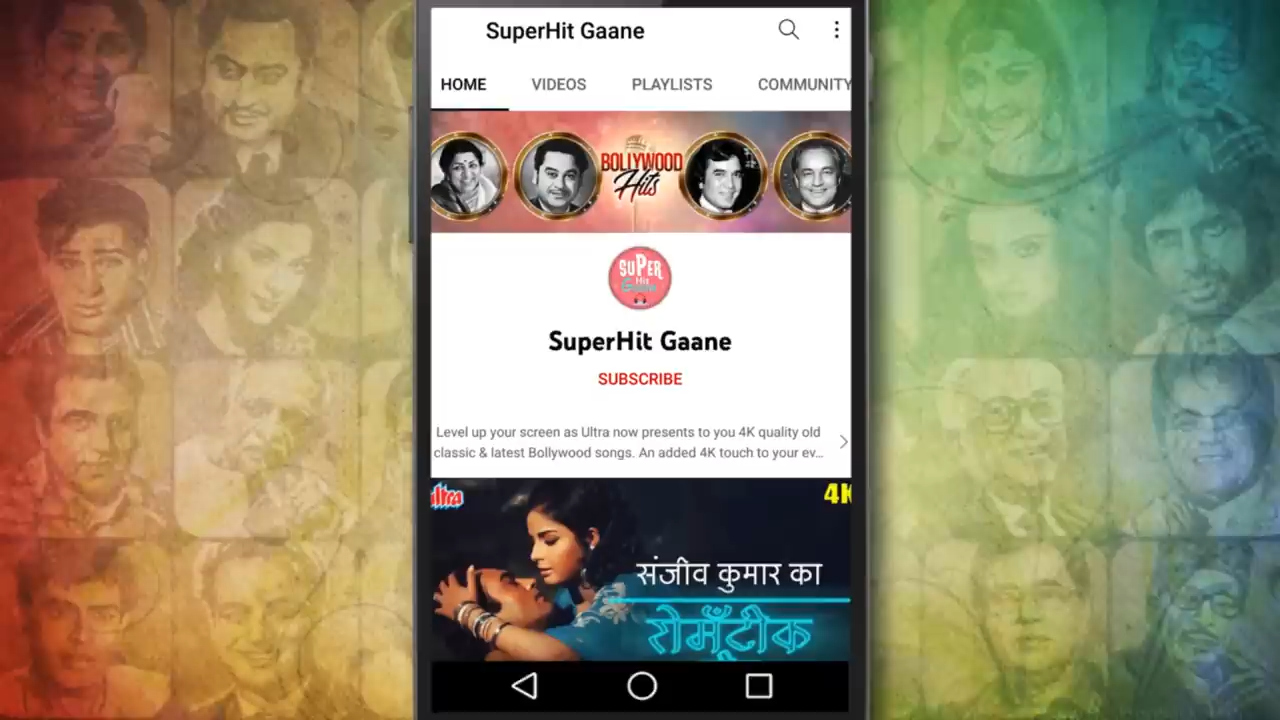 SuperHit Gaane
HOME VIDEOS PLAYLISTS COMMUNITY
BOLLYWOOD
Hits
SUPER
Hit
Gaane
SuperHit Gaane
SUBSCRIBE
Level up your screen as Ultra now presents to you 4K quality old
classic & latest Bollywood songs. An added 4K touch to your ev...
ultra 4K
संजीव कुमार का
रोमँटीक